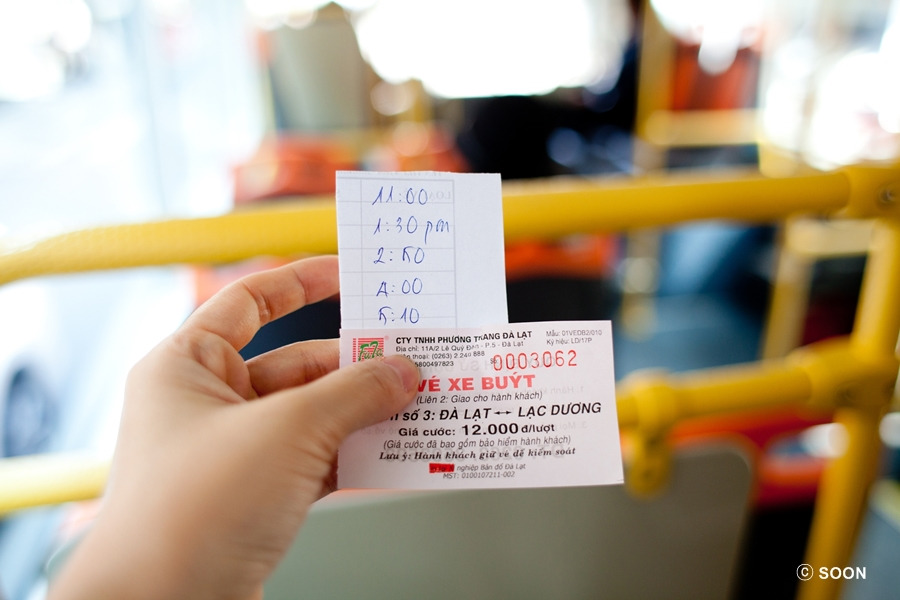 11:00
1:30 pm
2:50
4:00
5:10
CTY TNHH PHƯƠNG TRANG ĐÀ LẠT
Địa chỉ: 11A/2 Lê Quý Đôn - P.5 - Đà Lạt
thoại: (0263) 2.240 888
5800497823
Mẫu: 01VEDB2/010
Ký hiệu: LD/17P
0003062
VÉ XE BUÝT
(Liên 2: Giao cho hành khách)
số 3: ĐÀ LẠT ↔ LẠC DƯƠNG
Giá cước: 12.000 đ/lượt
(Giá cước đã bao gồm bảo hiểm hành khách)
Lưu ý: Hành khách giữ vé để kiểm soát
nghiệp Bản đồ Đà Lạt
MST: 0100107211-002
© SOON